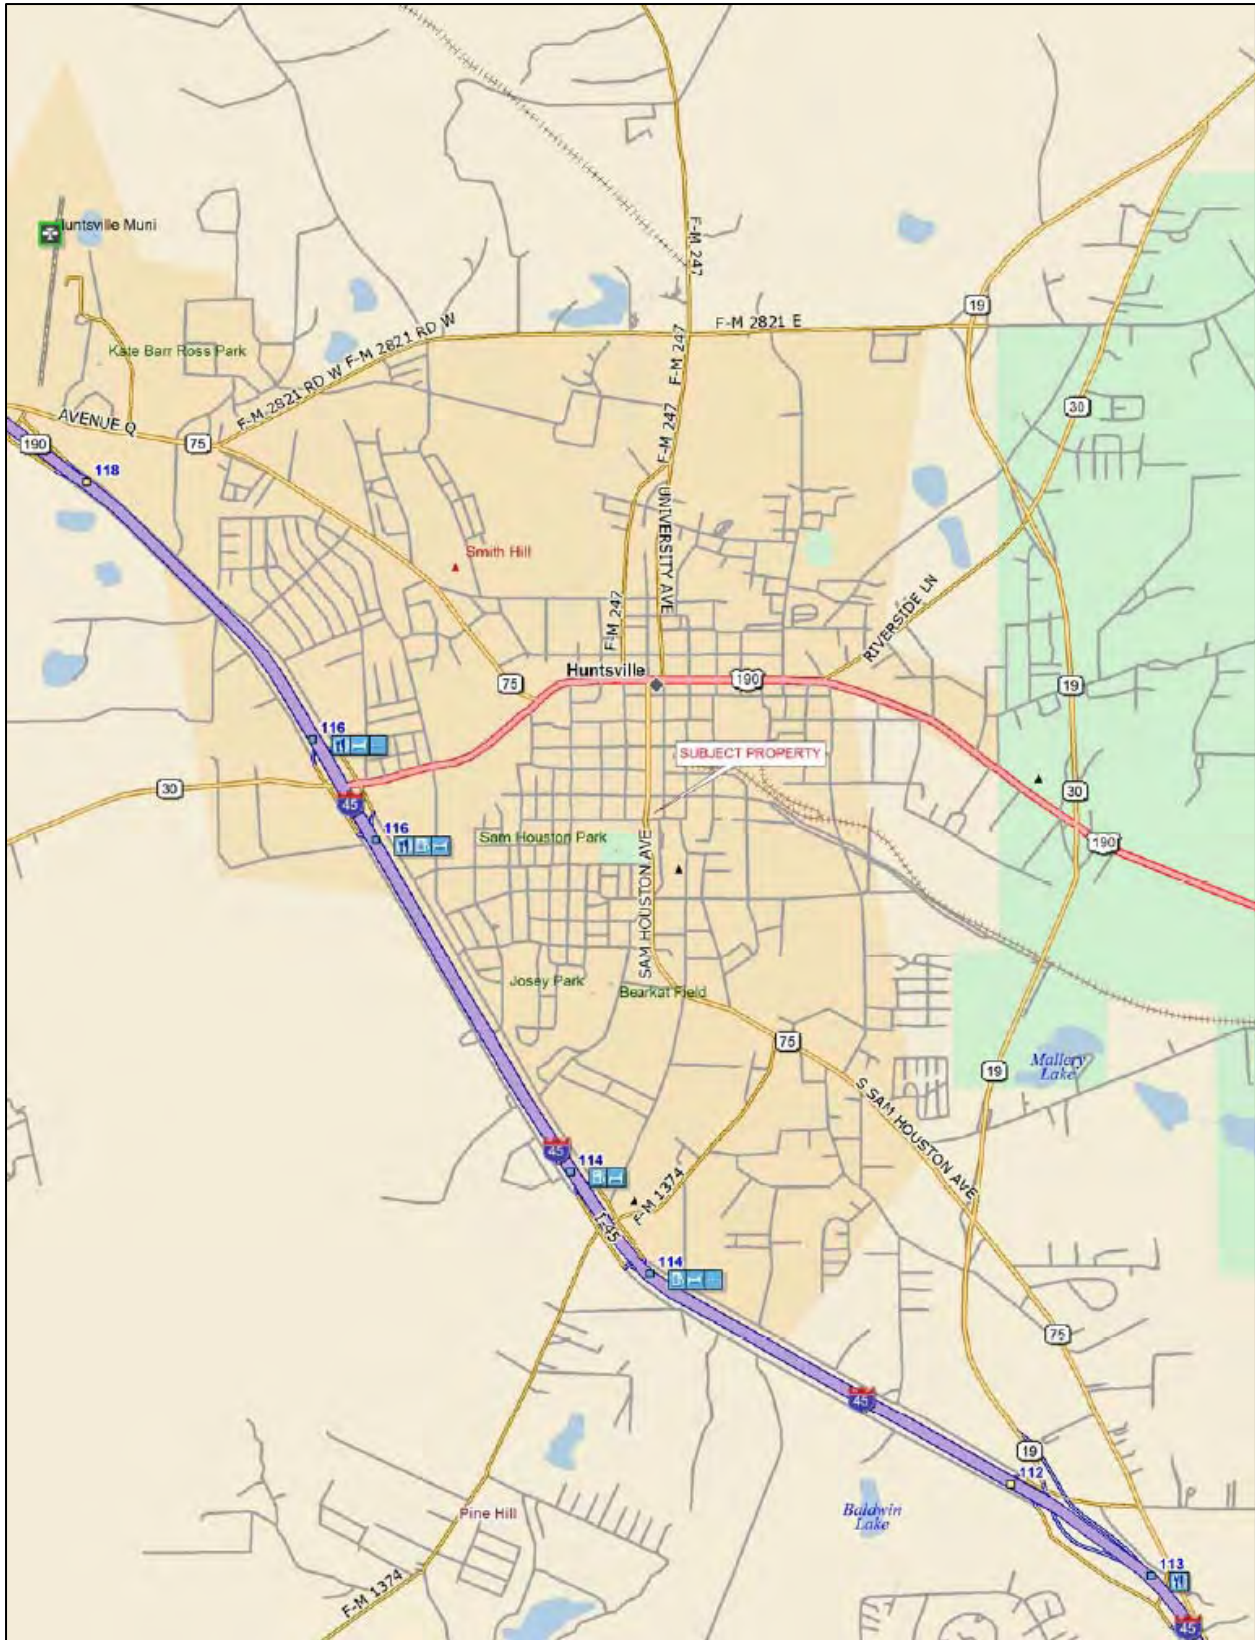 F-M 247
Huntsville Muni
19
F-M 2821 E
F-M 2821 RD W
F-M 247
Kate Barr Ross Park
F-M 2821 RD W
30
AVENUE Q
75
190
F-M 247
118
UNIVERSITY AVE
Smith Hill
F-M 247
RIVERSIDE LN
Huntsville
75
190
19
116
SUBJECT PROPERTY
30
30
45
116
Sam Houston Park
190
SAM HOUSTON AVE
Josey Park
Bearkat Field
75
Mallery
Lake
19
S SAM HOUSTON AVE
45
114
F-M 1374
I-45
114
75
45
19
112
Pine Hill
Baldwin
Lake
113
F-M 1374
45